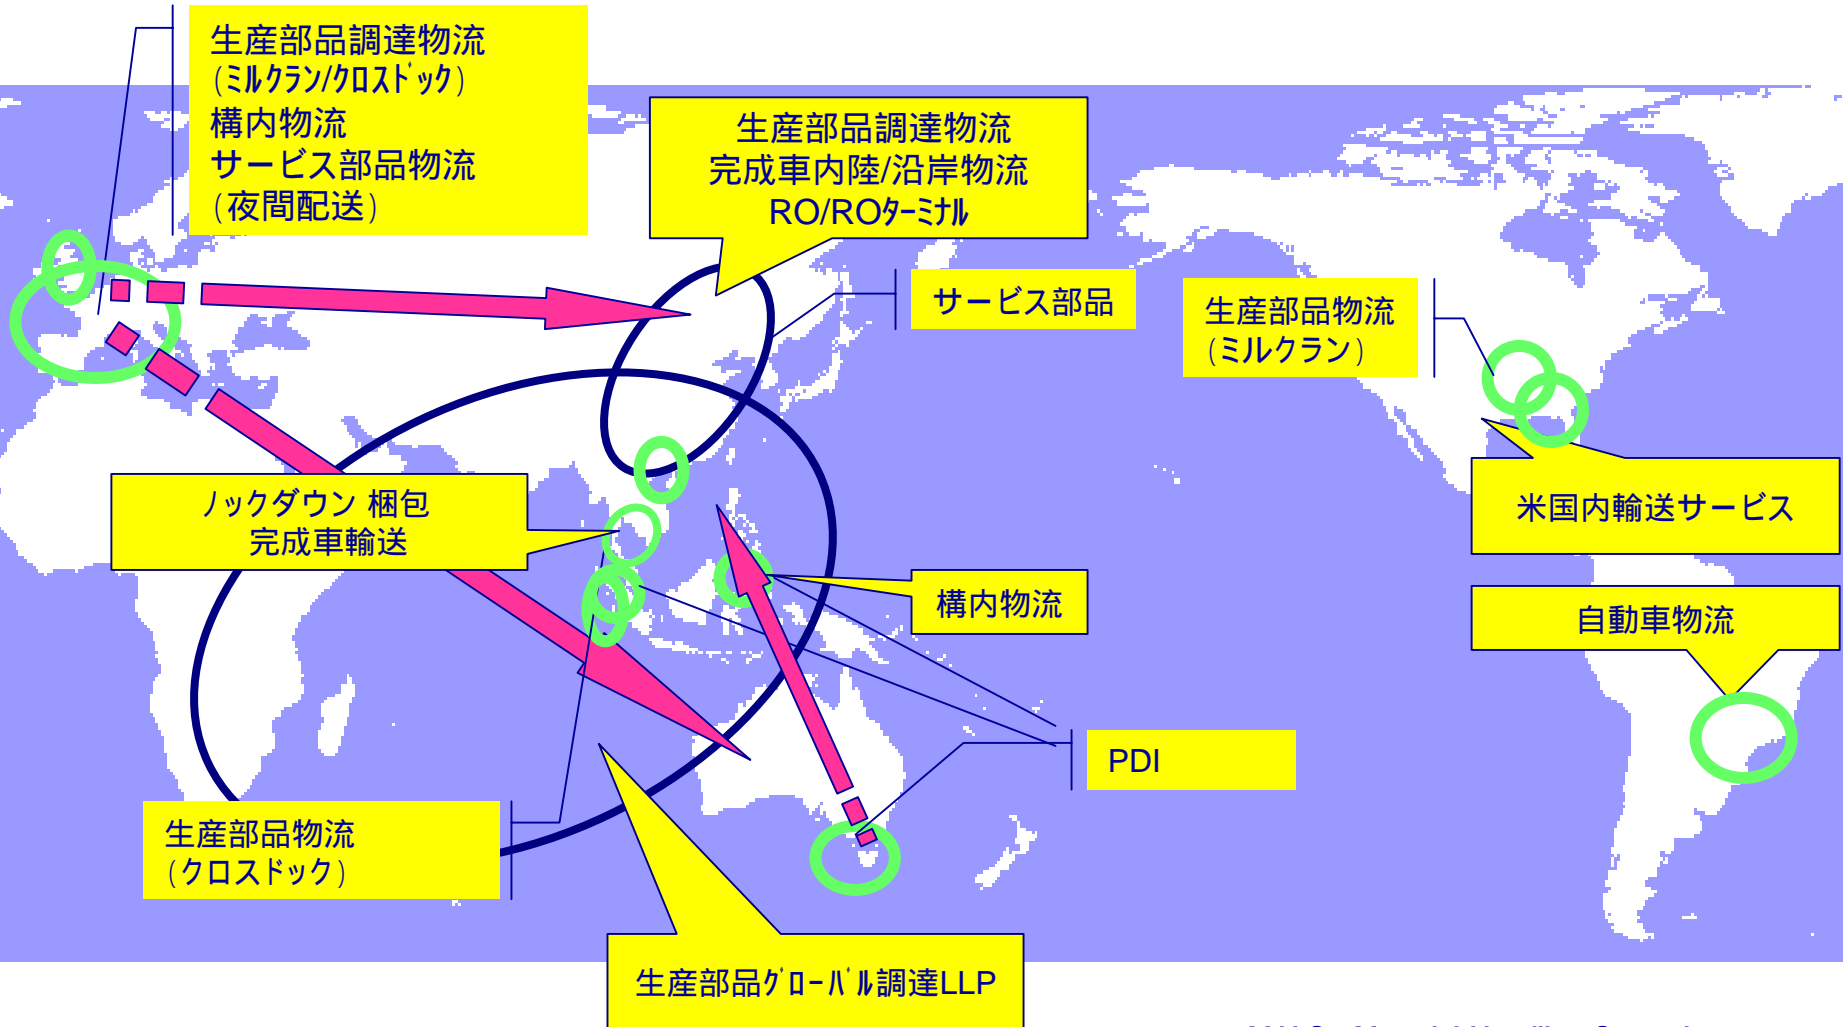 生産部品調達物流
(ミルクラン/クロスドック)
構内物流
サービス部品物流
(夜間配送)
生産部品調達物流
完成車内陸/沿岸物流
RO/ROターミナル
サービス部品
生産部品物流
(ミルクラン)
米国内輸送サービス
ノックダウン 梱包
完成車輸送
構内物流
自動車物流
PDI
生産部品物流
(クロスドック)
生産部品グローバル調達LLP